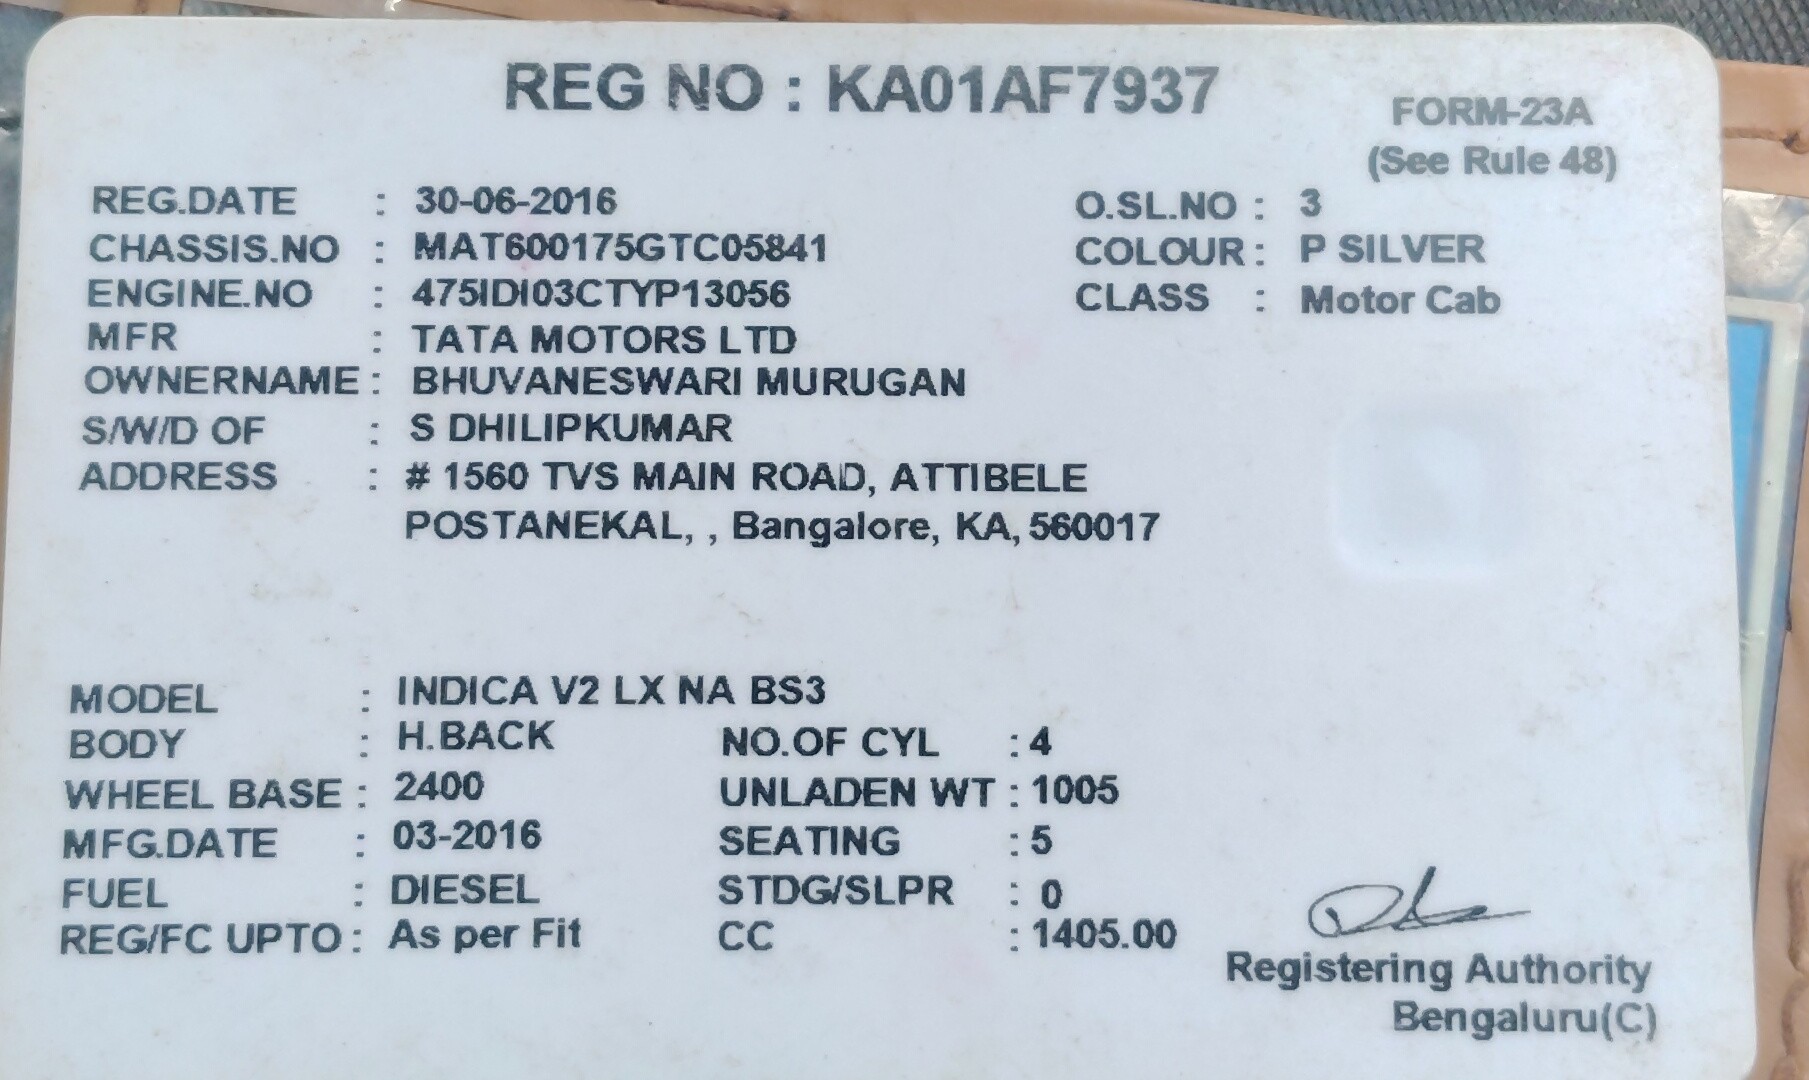 REG NO : KA01AF7937
FORM-23A
(See Rule 48)
REG.DATE : 30-06-2016 O.SL.NO : 3
CHASSIS.NO : MAT600175GTC05841 COLOUR : P SILVER
ENGINE.NO : 475IDI03CTYP13056 CLASS : Motor Cab
MFR : TATA MOTORS LTD
OWNERNAME : BHUVANESWARI MURUGAN
S/W/D OF : S DHILIPKUMAR
ADDRESS : # 1560 TVS MAIN ROAD, ATTIBELE
POSTANEKAL, , Bangalore, KA, 560017
MODEL : INDICA V2 LX NA BS3
BODY : H.BACK NO.OF CYL : 4
WHEEL BASE : 2400 UNLADEN WT : 1005
MFG.DATE : 03-2016 SEATING : 5
FUEL : DIESEL STDG/SLPR : 0
REG/FC UPTO : As per Fit CC : 1405.00
Registering Authority
Bengaluru(C)